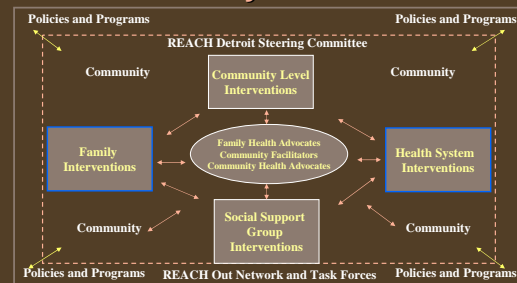 Policies and Programs
Policies and Programs
REACH Detroit Steering Committee
Community
Community Level
Interventions
Community
Family
Interventions
Family Health Advocates
Community Facilitators
Community Health Advocates
Health System
Interventions
Community
Social Support
Group
Interventions
Community
Policies and Programs
REACH Out Network and Task Forces
Policies and Programs